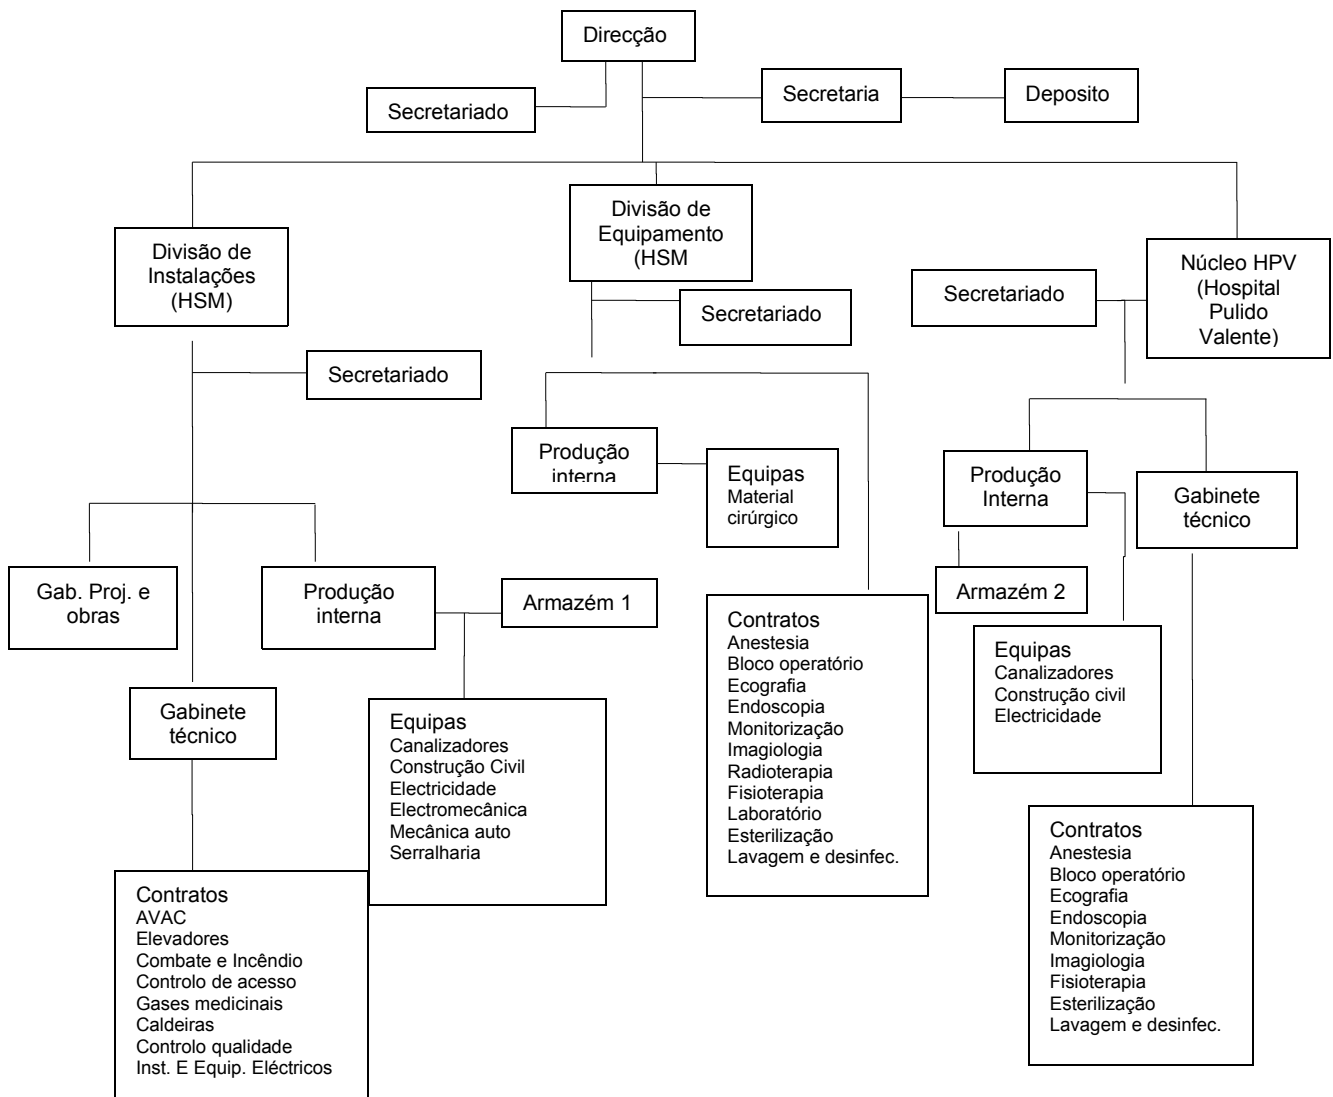 Direcção
Secretariado
Secretaria
Deposito
Divisão de
Instalações
(HSM)
Divisão de
Equipamento
(HSM
Núcleo HPV
(Hospital
Pulido
Valente)
Secretariado
Secretariado
Secretariado
Produção
interna
Equipas
Material
cirúrgico
Produção
Interna
Gabinete
técnico
Gab. Proj. e
obras
Produção
interna
Armazém 1
Armazém 2
Gabinete
técnico
Equipas
Canalizadores
Construção Civil
Electricidade
Electromecânica
Mecânica auto
Serralharia
Contratos
Anestesia
Bloco operatório
Ecografia
Endoscopia
Monitorização
Imagiologia
Radioterapia
Fisioterapia
Laboratório
Esterilização
Lavagem e desinfec.
Equipas
Canalizadores
Construção civil
Electricidade
Contratos
AVAC
Elevadores
Combate e Incêndio
Controlo de acesso
Gases medicinais
Caldeiras
Controlo qualidade
Inst. E Equip. Eléctricos
Contratos
Anestesia
Bloco operatório
Ecografia
Endoscopia
Monitorização
Imagiologia
Fisioterapia
Esterilização
Lavagem e desinfec.